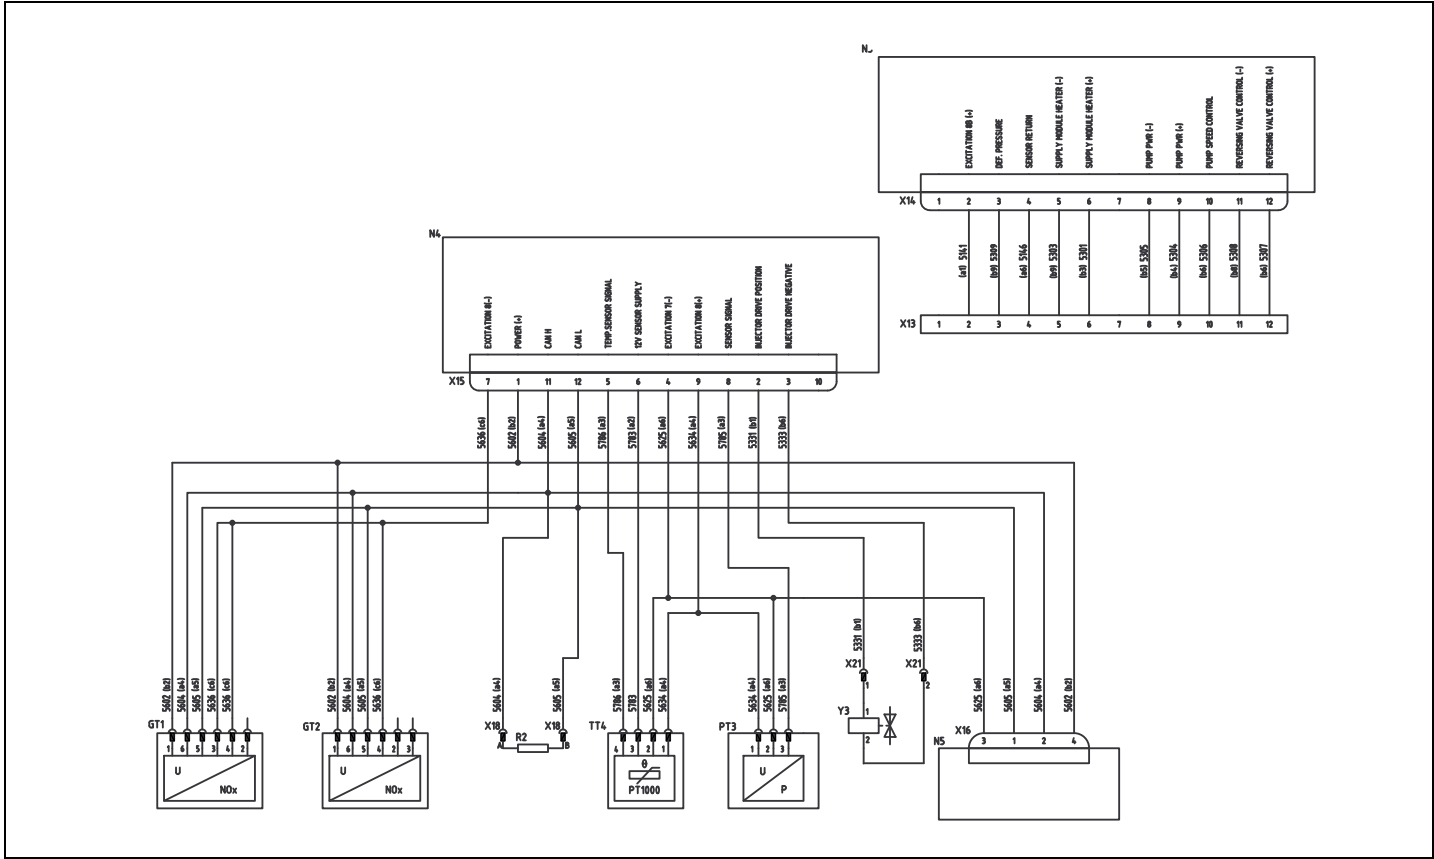 EXCITATION 8B (+)
DEF. PRESSURE
SENSOR RETURN
SUPPLY MODULE HEATER (-)
SUPPLY MODULE HEATER (+)
PUMP PWR (-)
PUMP PWR (+)
PUMP SPEED CONTROL
REVERSING VALVE CONTROL (-)
REVERSING VALVE CONTROL (+)
X14 1 2 3 4 5 6 7 8 9 10 11 12
(a1) 5141
(b9) 5309
(a6) 5146
(b9) 5303
(b3) 5301
(b5) 5305
(b4) 5304
(b6) 5306
(b8) 5308
(b6) 5307
X13 1 2 3 4 5 6 7 8 9 10 11 12
N4
EXCITATION 8(-)
POWER (+)
CAN H
CAN L
TEMP.SENSOR SIGNAL
12V SENSOR SUPPLY
EXCITATION 7(-)
EXCITATION 8(+)
SENSOR SIGNAL
INJECTOR DRIVE POSITION
INJECTOR DRIVE NEGATIVE
X15 7 1 11 12 5 6 4 9 8 2 3 10
5636 (c6)
5602 (b2)
5604 (a4)
5605 (a5)
5786 (a3)
5783 (a2)
5625 (a6)
5634 (a4)
5785 (a3)
5331 (b1)
5333 (b6)
5331 (b1)
5333 (b6)
X21 X21
1 2
5602 (b2)
5604 (a4)
5605 (a5)
5636 (c6)
5636 (c6)
GT1
1 6 5 3 4 2
U
NOx
5602 (b2)
5604 (a4)
5605 (a5)
5636 (c6)
GT2
1 6 5 4 2 3
U
NOx
5604 (a4)
5605 (a5)
X18 X18
A R2 B
5786 (a3)
5783
5625 (a6)
5634 (a4)
TT4
4 3 2 1
θ
PT1000
5634 (a4)
5625 (a6)
5785 (a3)
PT3
1 2 3
U
P
Y3 1
2
5625 (a6)
5605 (a5)
5604 (a4)
5602 (b2)
X16 3 1 2 4
N5